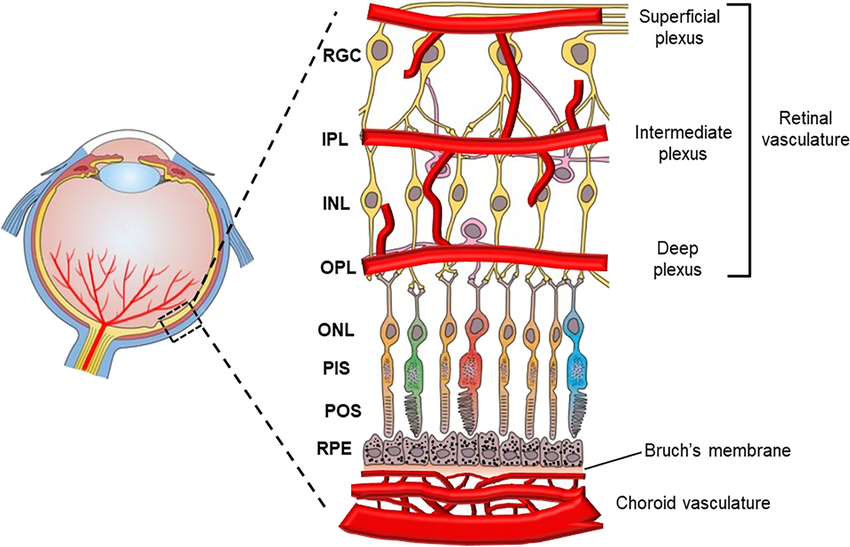 Superficial
plexus
RGC
Retinal
vasculature
IPL
Intermediate
plexus
INL
Deep
plexus
OPL
ONL
PIS
POS
RPE
Bruch's membrane
Choroid vasculature